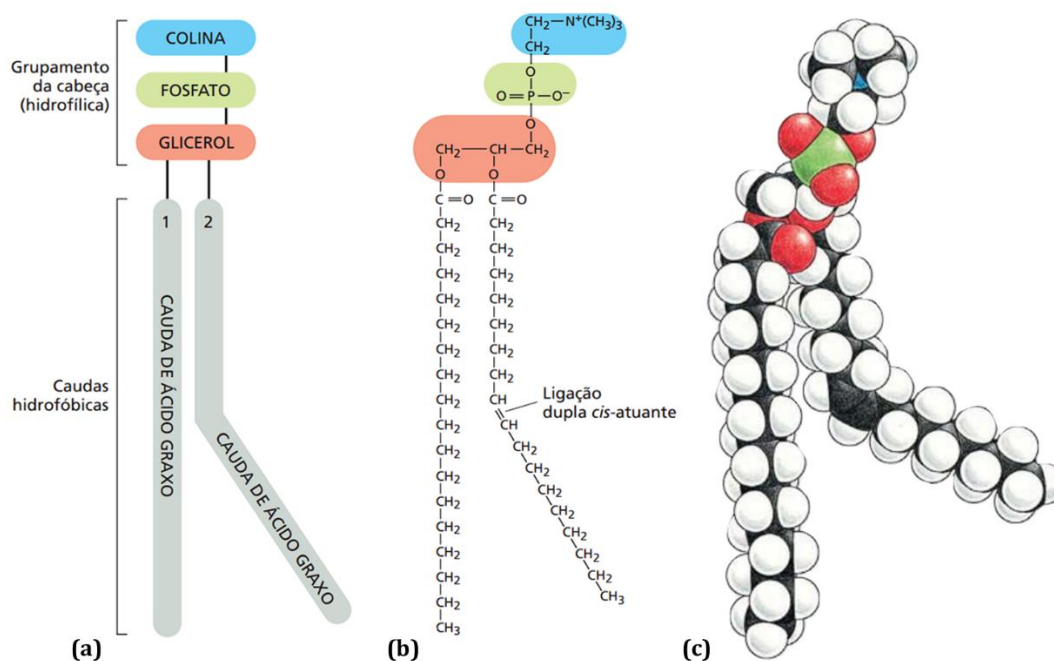 Grupamento
da cabeça
(hidrofílica)
COLINA
FOSFATO
GLICEROL
Caudas
hidrofóbicas
1
2
CAUDA DE ÁCIDO GRAXO
CAUDA DE ÁCIDO GRAXO
(a)
CH₂—N⁺(CH₃)₃
CH₂
O
O=P—O⁻
O
CH₂—CH—CH₂
O O
C=O C=O
CH₂ CH₂
CH₂ CH₂
CH₂ CH₂
CH₂ CH₂
CH₂ CH₂
CH₂ CH₂
CH₂ CH₂
CH₂ CH
CH₂ CH
CH₂ CH₂
CH₂ CH₂
CH₂ CH₂
CH₂ CH₂
CH₂ CH₂
CH₂ CH₂
CH₂ CH₂
CH₃ CH₃
Ligação
dupla cis-atuante
(b)
(c)